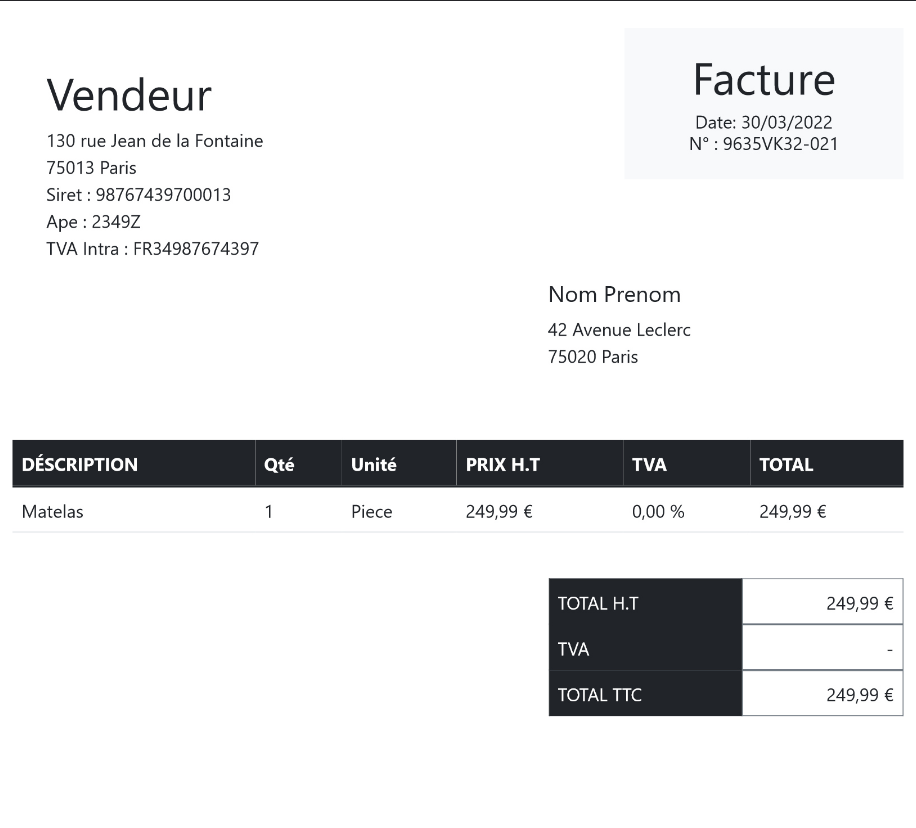 Vendeur
130 rue Jean de la Fontaine
75013 Paris
Siret : 98767439700013
Ape : 2349Z
TVA Intra : FR34987674397
Facture
Date: 30/03/2022
N° : 9635VK32-021
Nom Prenom
42 Avenue Leclerc
75020 Paris
DÉSCRIPTION Qté Unité PRIX H.T TVA TOTAL
Matelas 1 Piece 249,99 € 0,00 % 249,99 €
TOTAL H.T 249,99 €
TVA -
TOTAL TTC 249,99 €